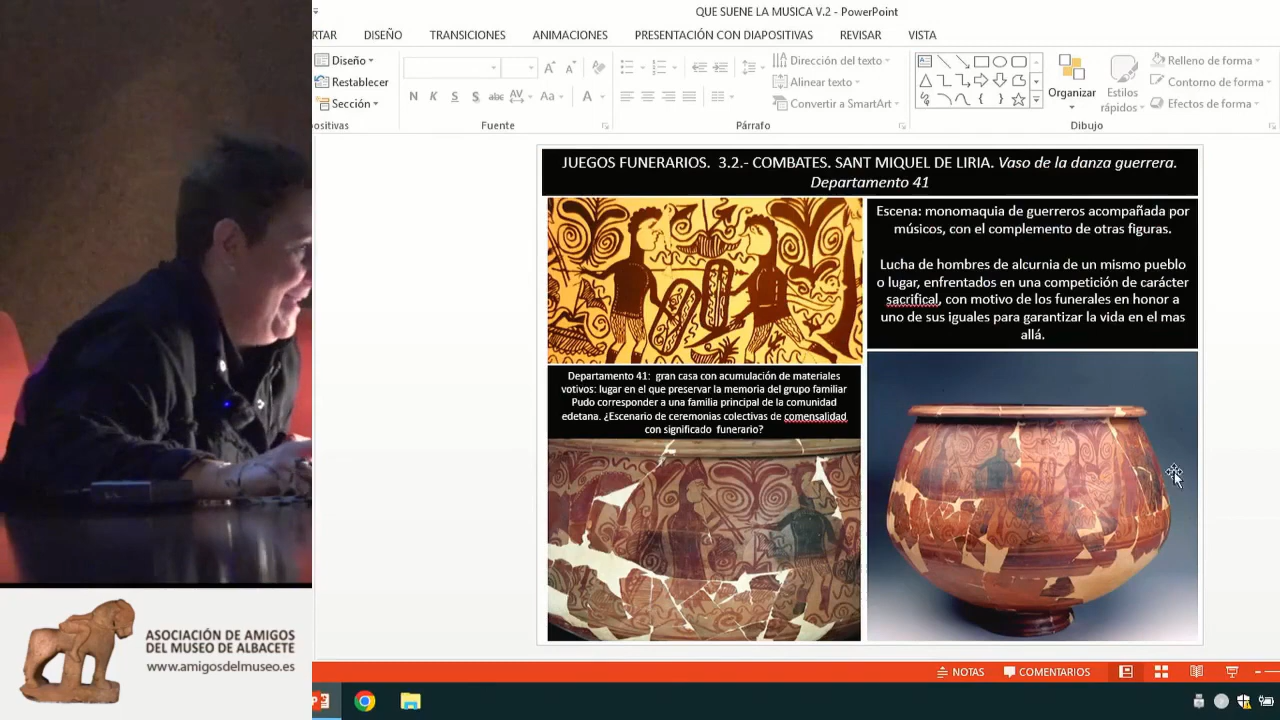 QUE SUENE LA MUSICA V.2 - PowerPoint
RTAR DISEÑO TRANSICIONES ANIMACIONES PRESENTACIÓN CON DIAPOSITIVAS REVISAR VISTA
Diseño
Restablecer
Sección
positivas
N K S S abc AV Aa A
Fuente
Dirección del texto
Alinear texto
Convertir a SmartArt
Párrafo
Organizar
Estilos
rápidos
Relleno de forma
Contorno de forma
Efectos de forma
Dibujo
JUEGOS FUNERARIOS. 3.2.- COMBATES. SANT MIQUEL DE LIRIA. Vaso de la danza guerrera.
Departamento 41
Escena: monomaquia de guerreros acompañada por
músicos, con el complemento de otras figuras.
Lucha de hombres de alcurnia de un mismo pueblo
o lugar, enfrentados en una competición de carácter
sacrifical, con motivo de los funerales en honor a
uno de sus iguales para garantizar la vida en el mas
allá.
Departamento 41: gran casa con acumulación de materiales
votivos: lugar en el que preservar la memoria del grupo familiar
Pudo corresponder a una familia principal de la comunidad
edetana. ¿Escenario de ceremonias colectivas de comensalidad
con significado funerario?
ASOCIACIÓN DE AMIGOS
DEL MUSEO DE ALBACETE
www.amigosdelmuseo.es
NOTAS COMENTARIOS